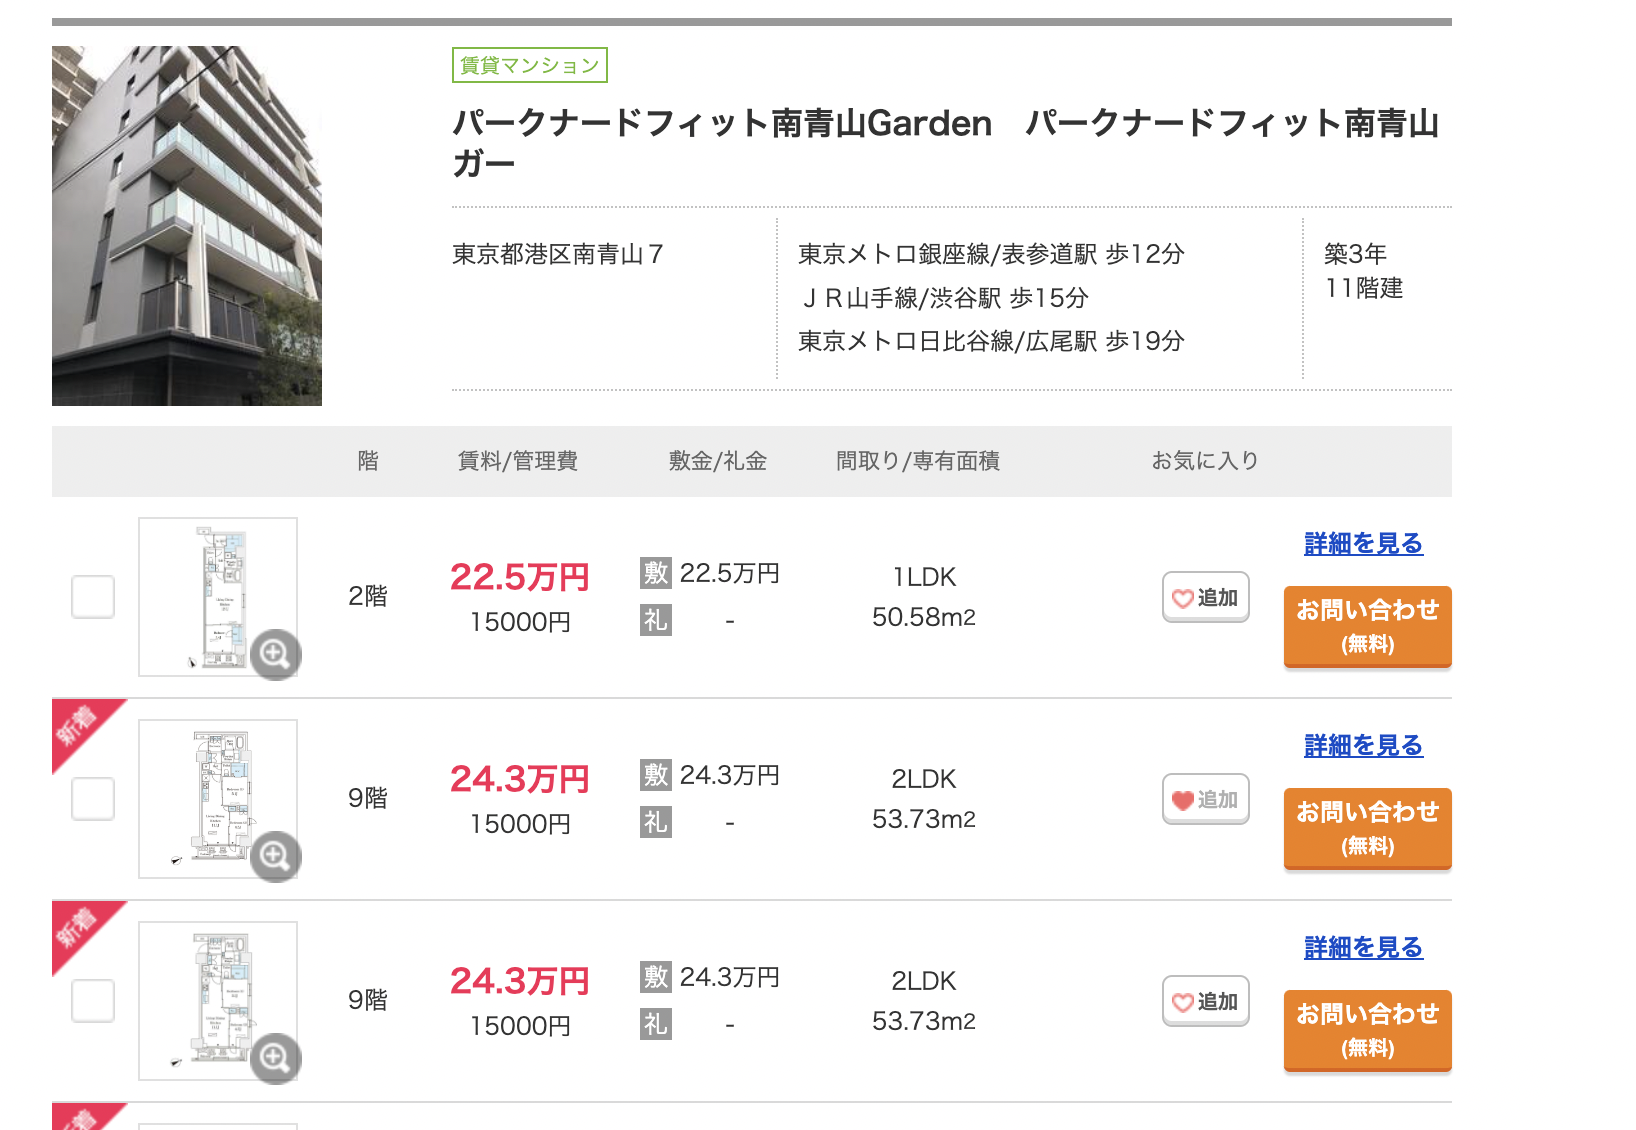 賃貸マンション
パークナードフィット南青山Garden　パークナードフィット南青山
ガー
東京都港区南青山７
東京メトロ銀座線/表参道駅 歩12分
ＪＲ山手線/渋谷駅 歩15分
東京メトロ日比谷線/広尾駅 歩19分
築3年
11階建
階 賃料/管理費 敷金/礼金 間取り/専有面積 お気に入り
2階
22.5万円
15000円
敷 22.5万円
礼 -
1LDK
50.58m2
追加
詳細を見る
お問い合わせ
(無料)
新着
9階
24.3万円
15000円
敷 24.3万円
礼 -
2LDK
53.73m2
追加
詳細を見る
お問い合わせ
(無料)
新着
9階
24.3万円
15000円
敷 24.3万円
礼 -
2LDK
53.73m2
追加
詳細を見る
お問い合わせ
(無料)
新着